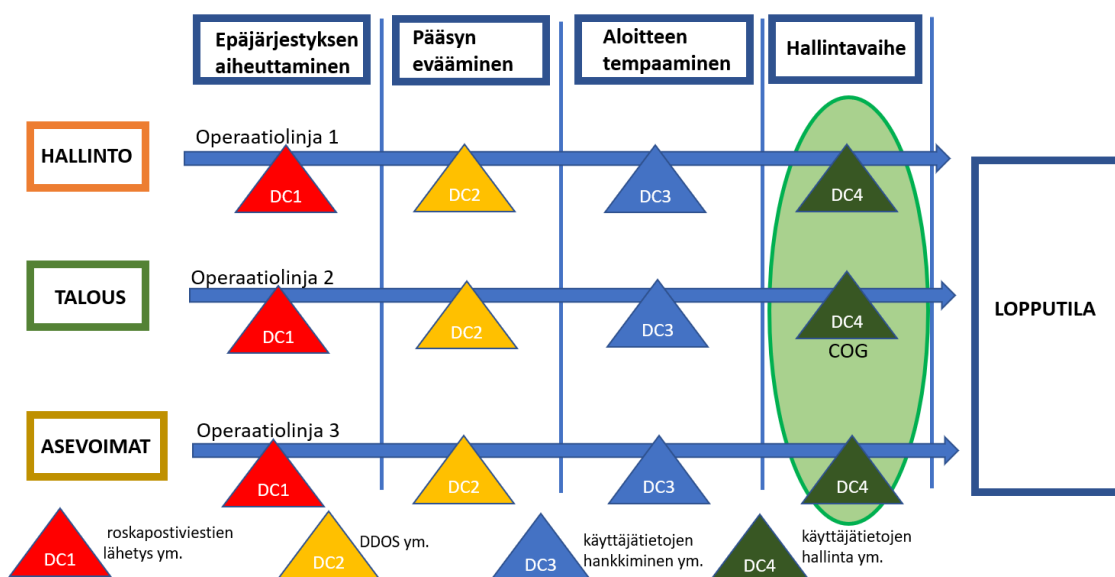 Epäjärjestyksen
aiheuttaminen
Pääsyn
evääminen
Aloitteen
tempaaminen
Hallintavaihe
HALLINTO
Operaatiolinja 1
DC1
DC2
DC3
DC4
TALOUS
Operaatiolinja 2
DC1
DC2
DC3
DC4
COG
LOPPUTILA
ASEVOIMAT
Operaatiolinja 3
DC1
DC2
DC3
DC4
DC1
roskapostiviestien
lähetys ym.
DC2
DDOS ym.
DC3
käyttäjätietojen
hankkiminen ym.
DC4
käyttäjätietojen
hallinta ym.